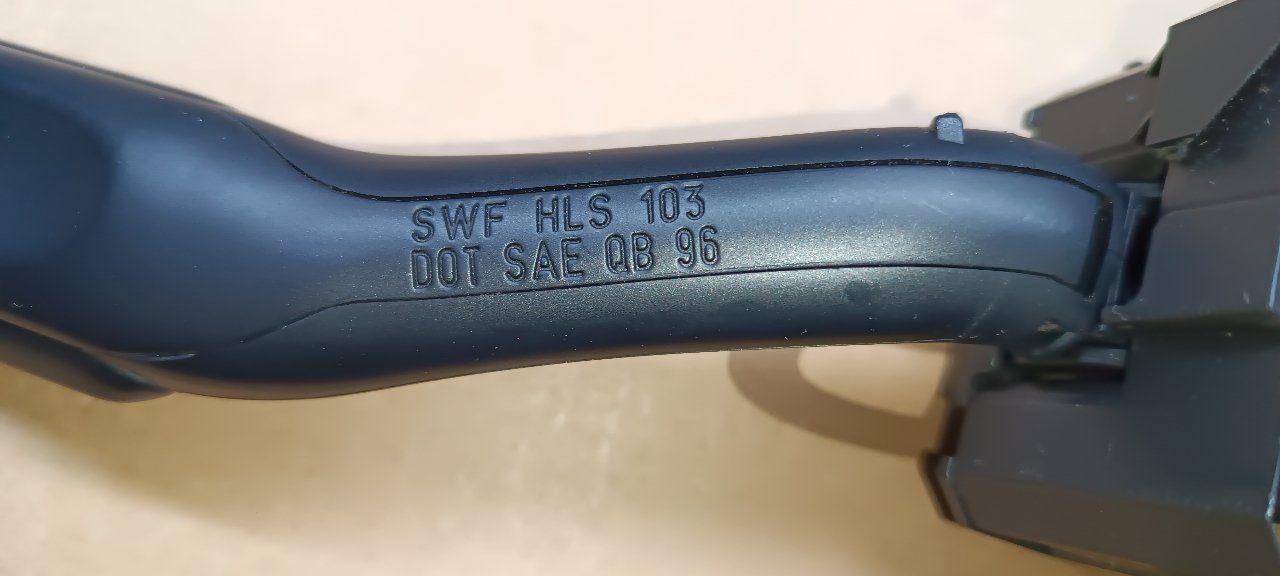 SWF HLS 103
DOT SAE QB 96